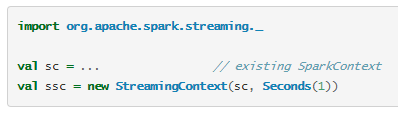 import org.apache.spark.streaming._
val sc = ... // existing SparkContext
val ssc = new StreamingContext(sc, Seconds(1))